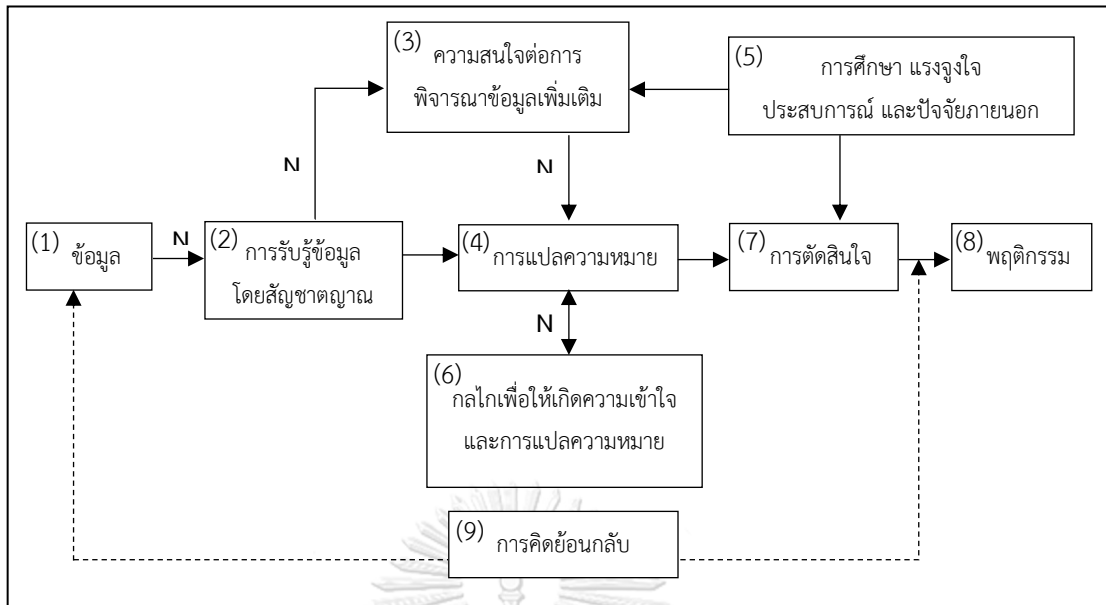 (1) ข้อมูล
N
(2) การรับรู้ข้อมูล
โดยสัญชาตญาณ
N
(3) ความสนใจต่อการ
พิจารณาข้อมูลเพิ่มเติม
N
(4) การแปลความหมาย
(5) การศึกษา แรงจูงใจ
ประสบการณ์ และปัจจัยภายนอก
N
(6) กลไกเพื่อให้เกิดความเข้าใจ
และการแปลความหมาย
(7) การตัดสินใจ
(8) พฤติกรรม
(9) การคิดย้อนกลับ